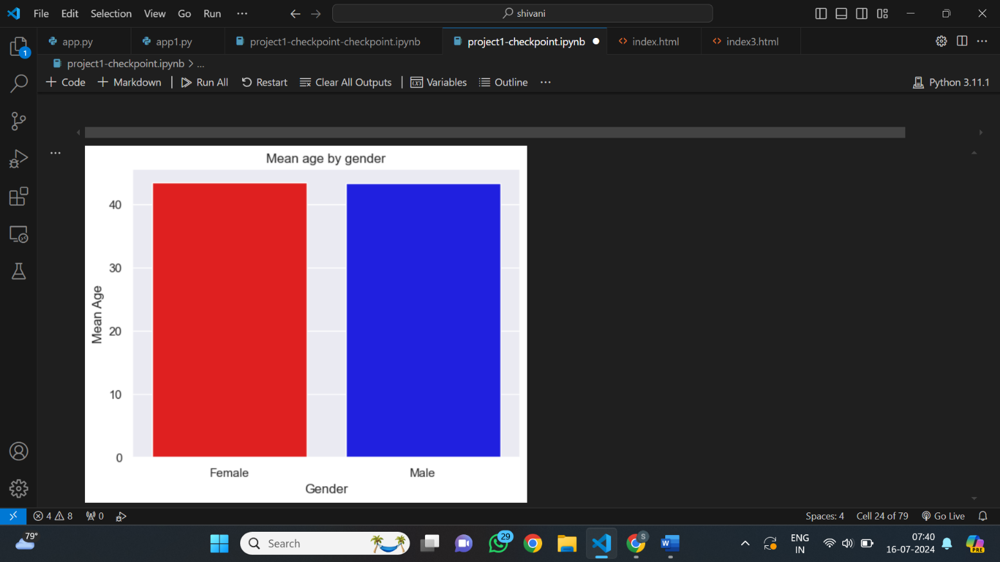 File Edit Selection View Go Run ··· shivani
1 app.py app1.py project1-checkpoint-checkpoint.ipynb project1-checkpoint.ipynb index.html index3.html
project1-checkpoint.ipynb > ...
+ Code + Markdown | Run All Restart Clear All Outputs | Variables Outline ··· Python 3.11.1
Mean age by gender
40
30
20
10
0
Mean Age
Female Male
Gender
4 8 0 Spaces: 4 Cell 24 of 79 Go Live
79° Search 29 S W ENG 07:40
IN 16-07-2024 PRE